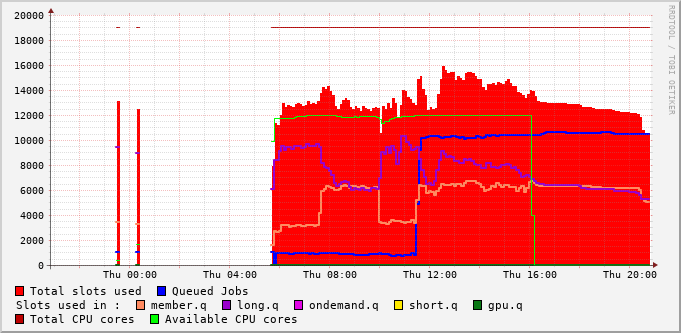 RRDTOOL / TOBI OETIKER
20000
18000
16000
14000
12000
10000
8000
6000
4000
2000
0
Thu 00:00 Thu 04:00 Thu 08:00 Thu 12:00 Thu 16:00 Thu 20:00
Total slots used Queued Jobs
Slots used in : member.q long.q ondemand.q short.q gpu.q
Total CPU cores Available CPU cores